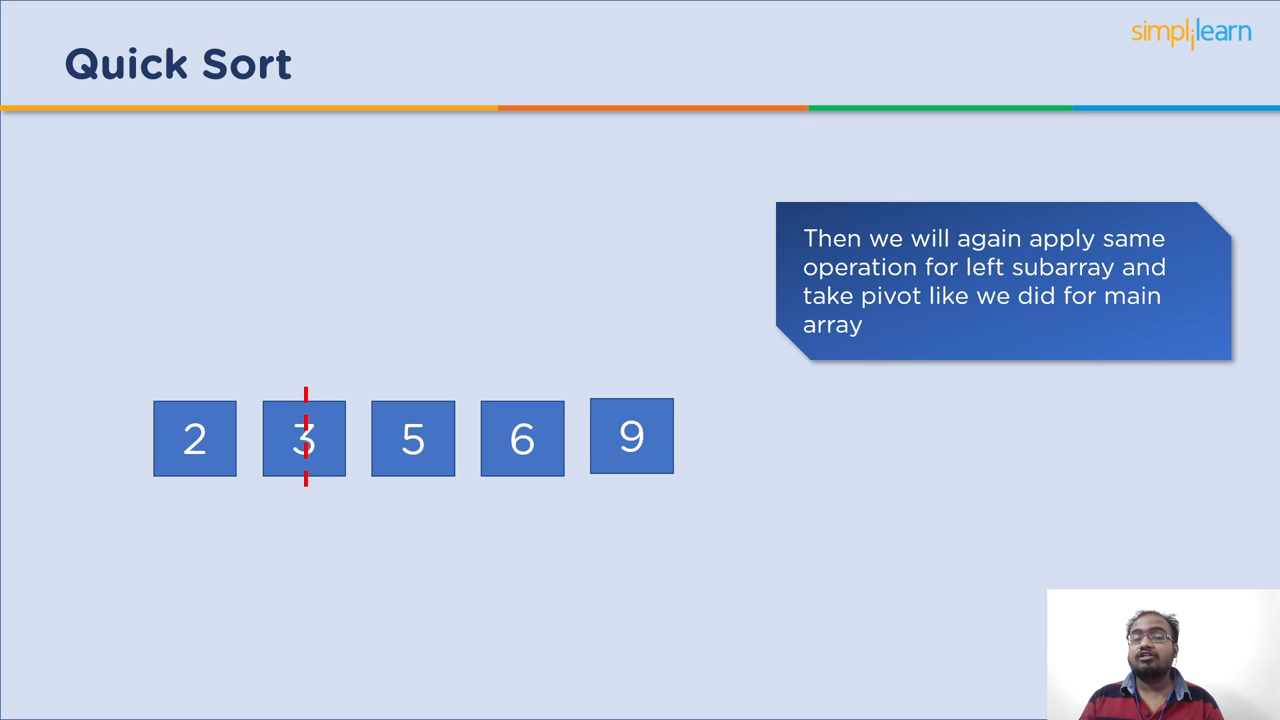 simplilearn
Quick Sort
Then we will again apply same
operation for left subarray and
take pivot like we did for main
array
2 3 5 6 9